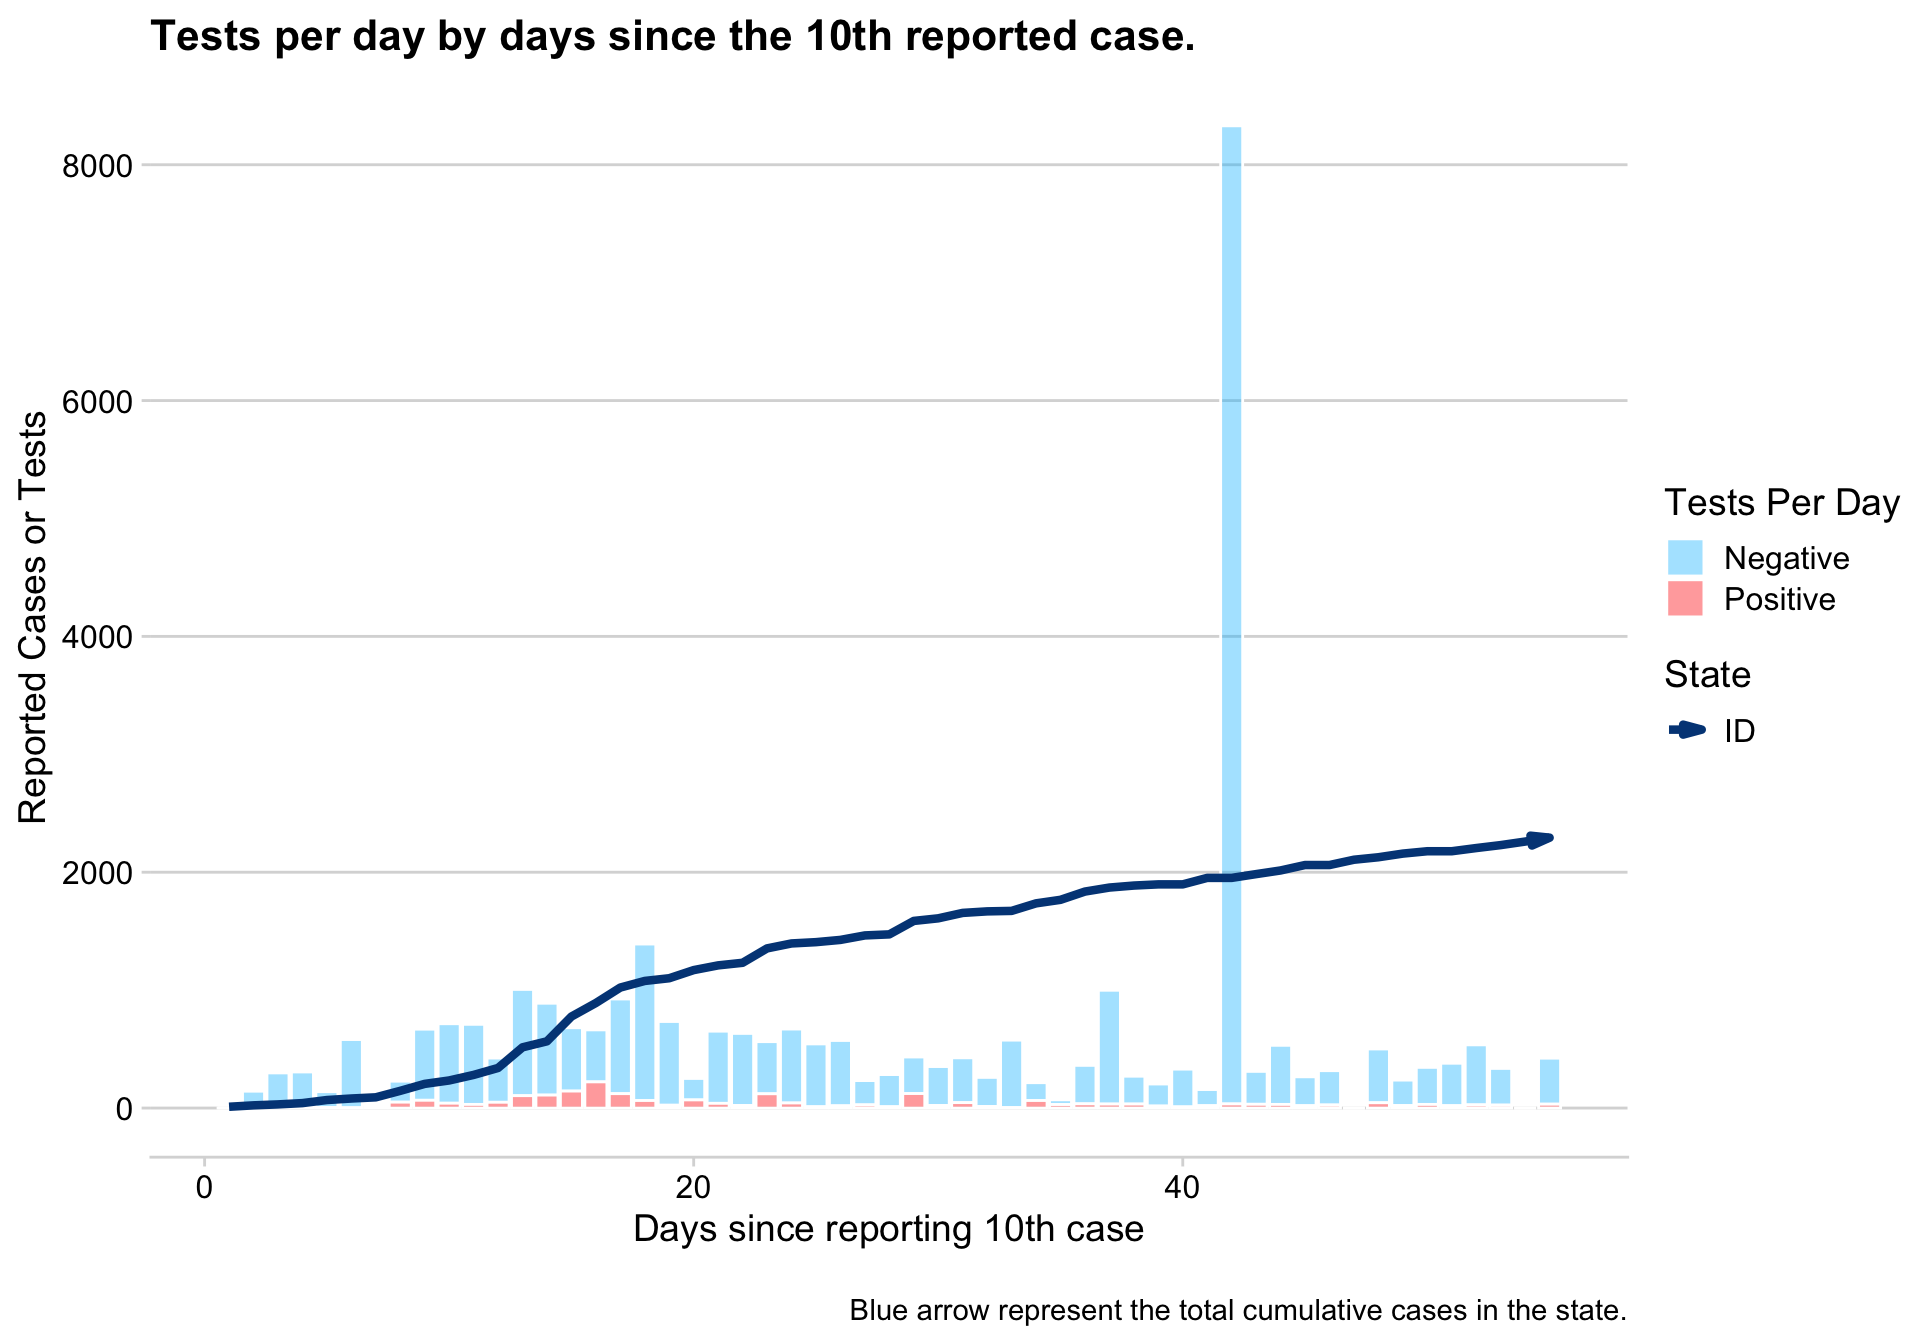 Tests per day by days since the 10th reported case.
8000
6000
4000
2000
0
Reported Cases or Tests
0
20
40
Days since reporting 10th case
Tests Per Day
Negative
Positive
State
ID
Blue arrow represent the total cumulative cases in the state.